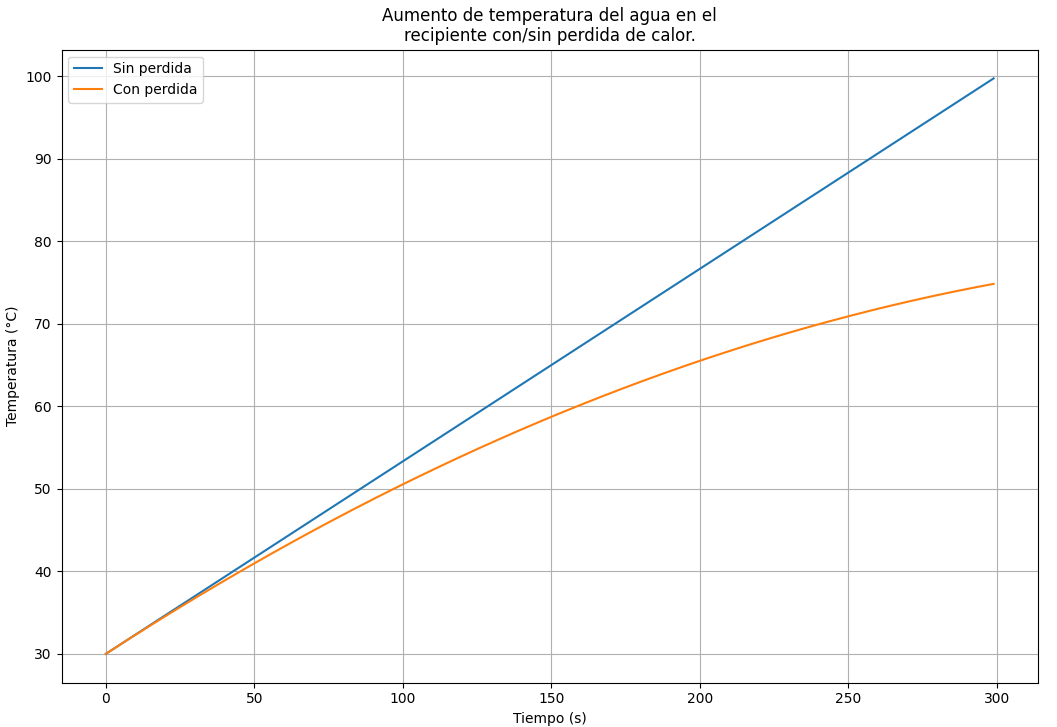 Aumento de temperatura del agua en el
recipiente con/sin perdida de calor.
Sin perdida
Con perdida
100
90
80
70
60
50
40
30
Temperatura (°C)
0 50 100 150 200 250 300
Tiempo (s)